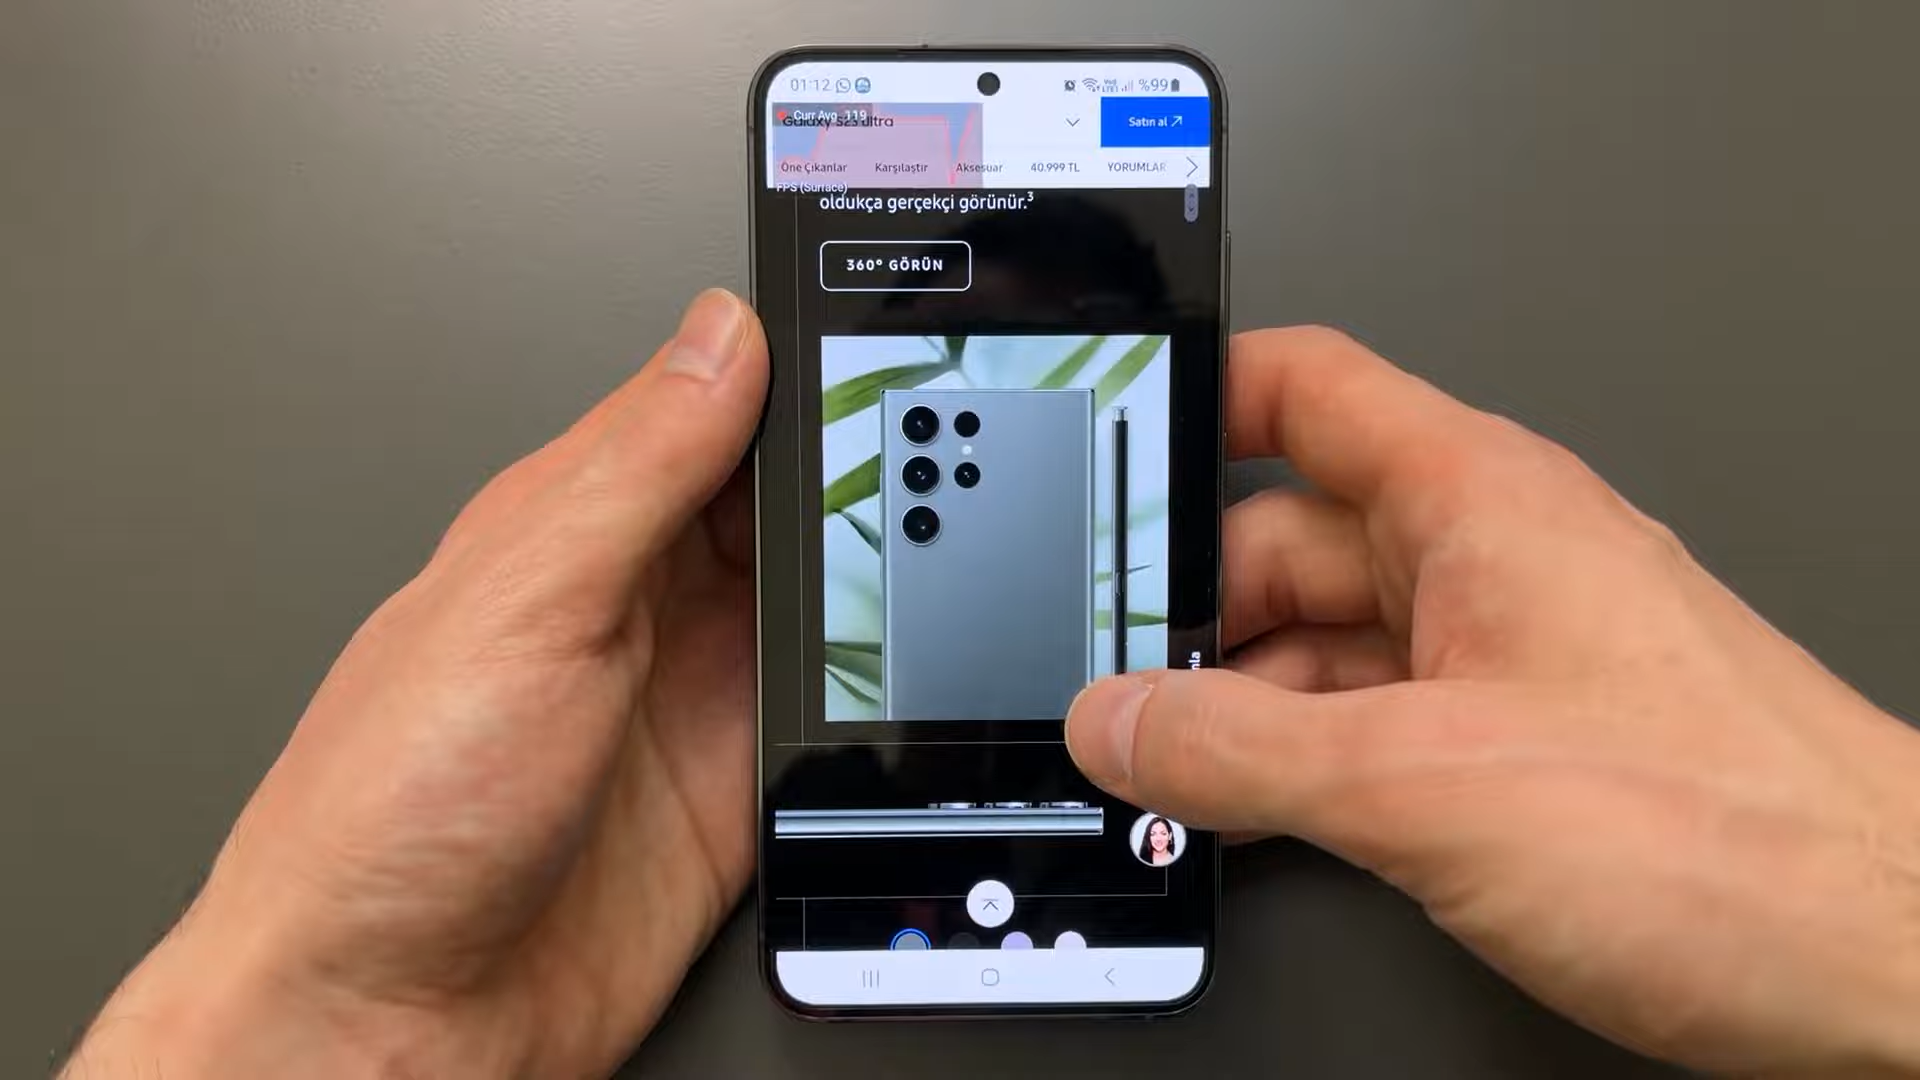 01:12
%99
Curr Avg 119
Galaxy S23 Ultra
Satın al
Öne Çıkanlar Karşılaştır Aksesuar 40.999 TL YORUMLAR
FPS (Surface)
oldukça gerçekçi görünür.³
360° GÖRÜN
nla